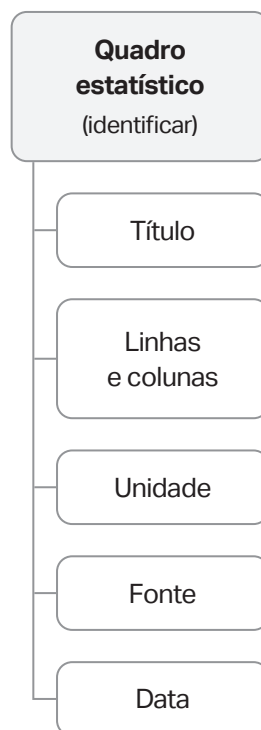 Quadro
estatístico
(identificar)
Título
Linhas
e colunas
Unidade
Fonte
Data